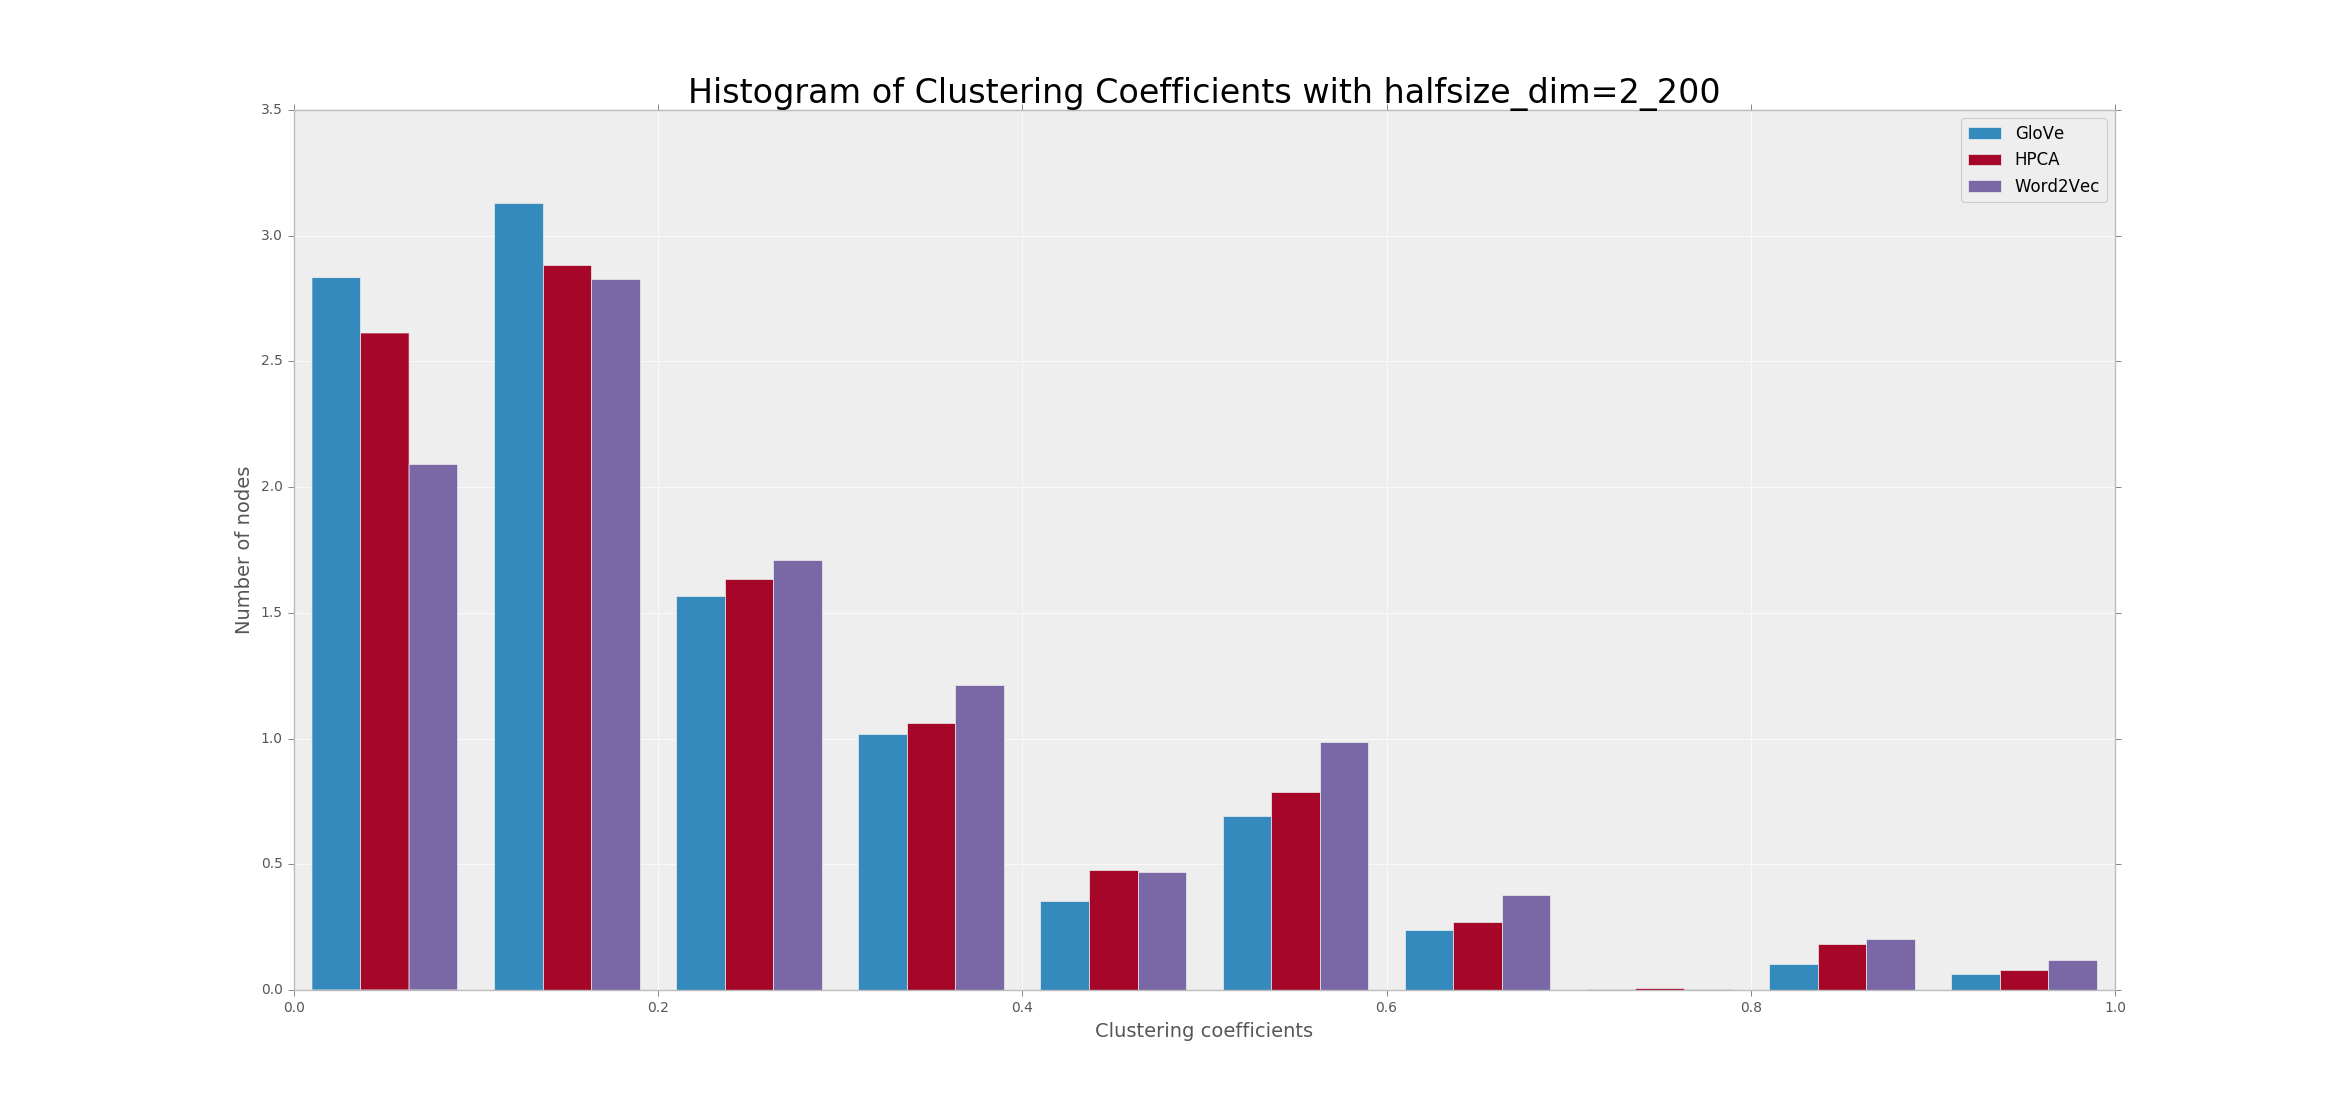 Histogram of Clustering Coefficients with halfsize_dim=2_200
3.5
3.0
2.5
2.0
1.5
1.0
0.5
0.0
Number of nodes
GloVe
HPCA
Word2Vec
0.0 0.2 0.4 0.6 0.8 1.0
Clustering coefficients